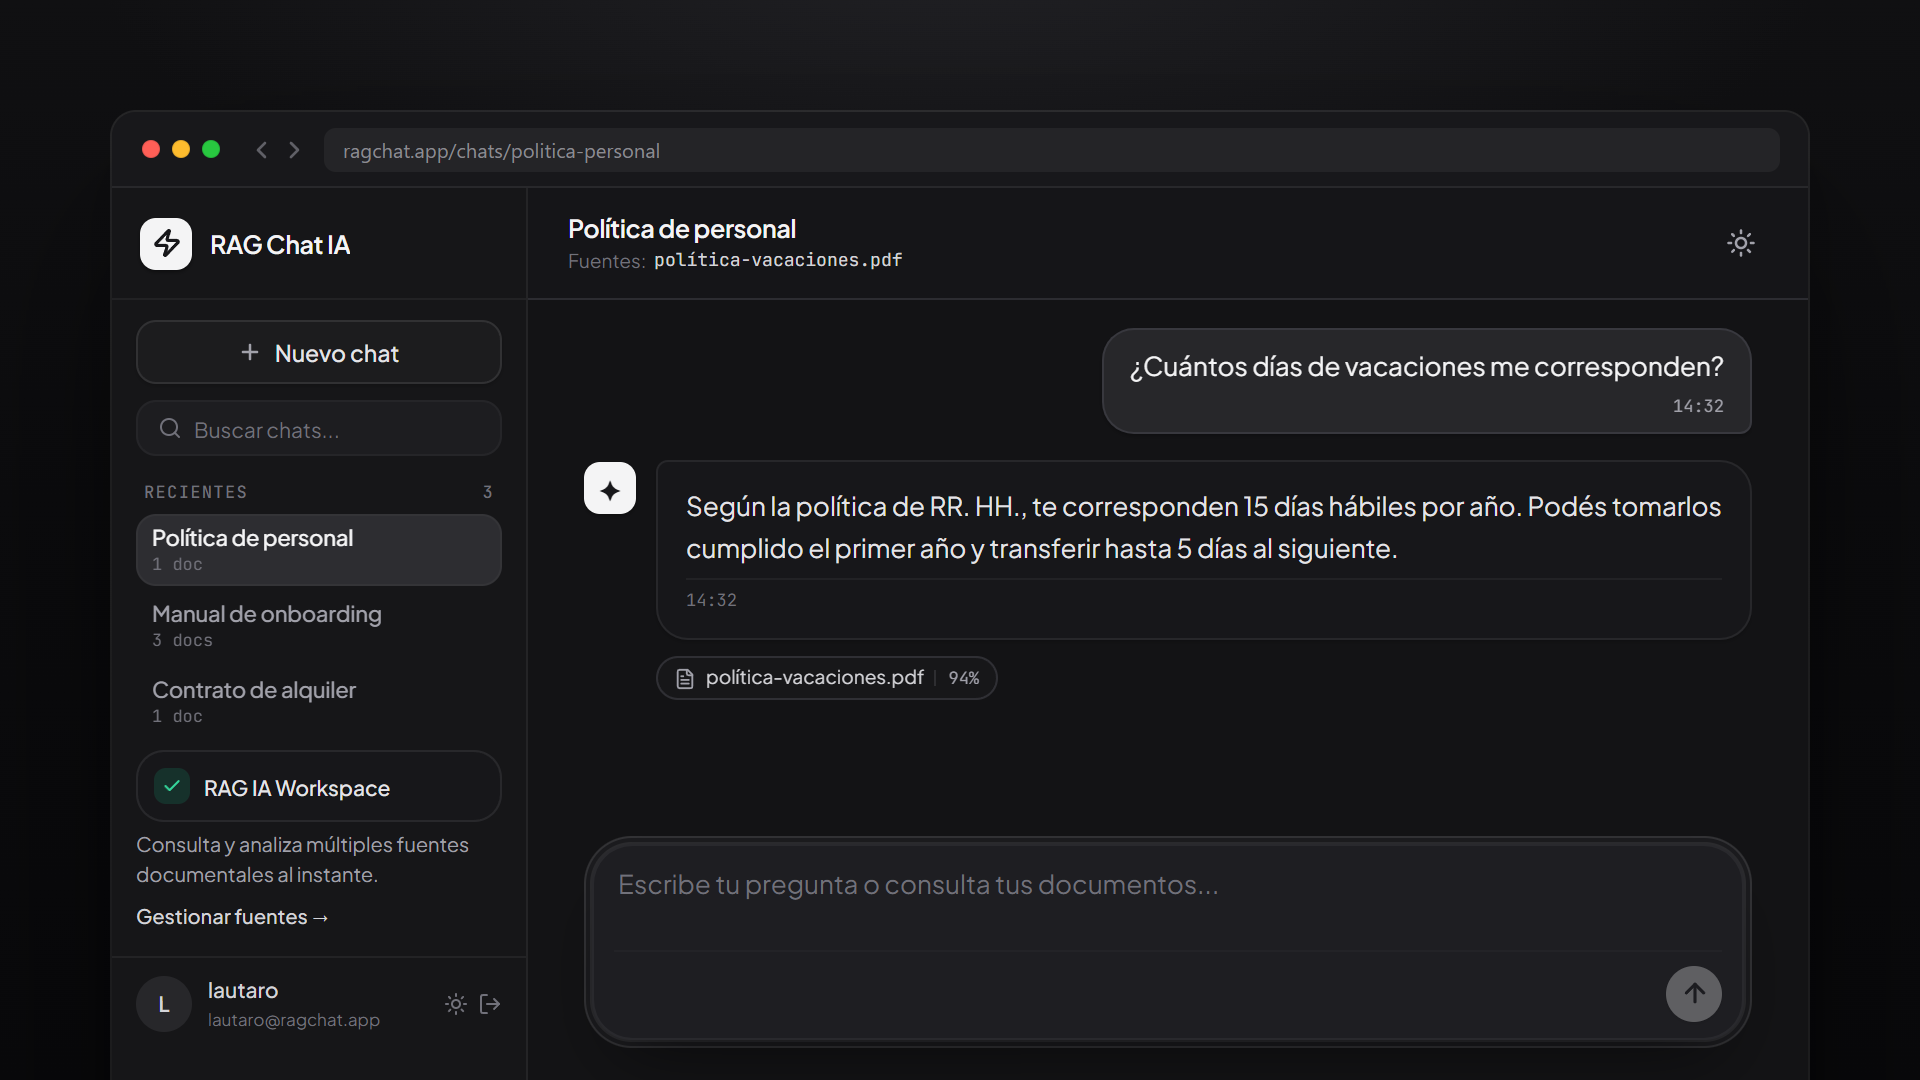 ragchat.app/chats/politica-personal
RAG Chat IA
Nuevo chat
Buscar chats...
RECIENTES 3
Política de personal
1 doc
Manual de onboarding
3 docs
Contrato de alquiler
1 doc
RAG IA Workspace
Consulta y analiza múltiples fuentes
documentales al instante.
Gestionar fuentes →
L
lautaro
lautaro@ragchat.app
Política de personal
Fuentes: política-vacaciones.pdf
¿Cuántos días de vacaciones me corresponden?
14:32
Según la política de RR. HH., te corresponden 15 días hábiles por año. Podés tomarlos
cumplido el primer año y transferir hasta 5 días al siguiente.
14:32
política-vacaciones.pdf | 94%
Escribe tu pregunta o consulta tus documentos...